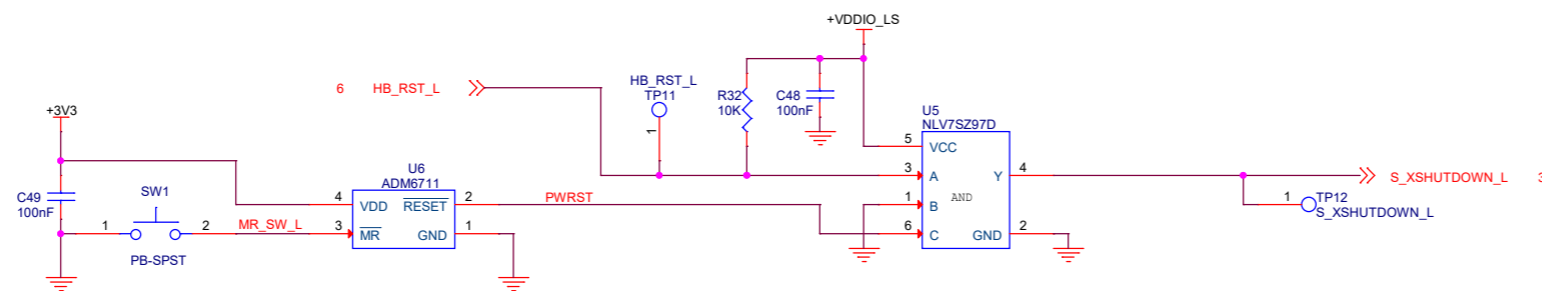 +VDDIO_LS
6 HB_RST_L
HB_RST_L
TP11
1
R32
10K
C48
100nF
+3V3
C49
100nF
SW1
1
2
PB-SPST
MR_SW_L
U6
ADM6711
4 VDD
RESET 2
3 MR
GND 1
PWRST
U5
NLV7SZ97D
5 VCC
3 A
Y 4
1 B
AND
6 C
GND 2
S_XSHUTDOWN_L
1
TP12
S_XSHUTDOWN_L